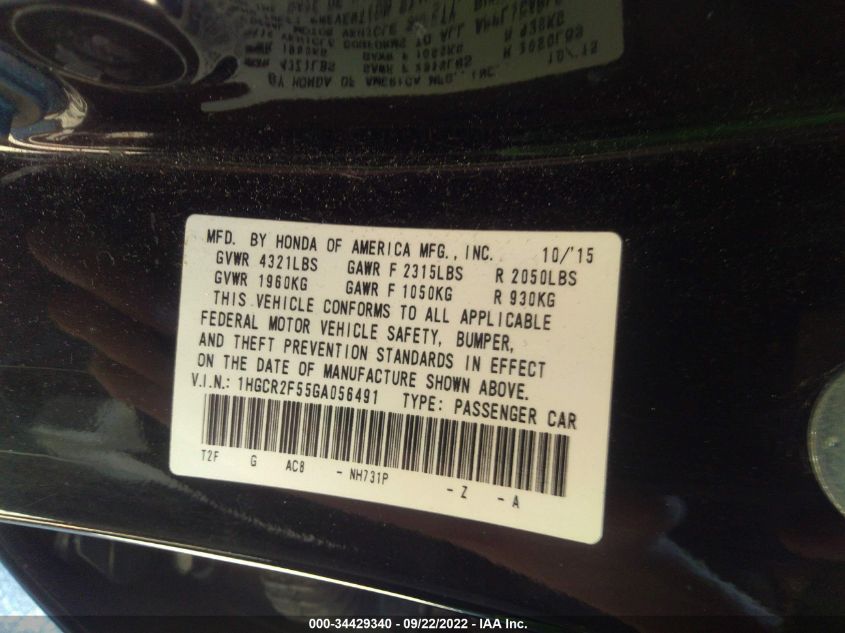 MFD. BY HONDA OF AMERICA MFG., INC. 10/'15
GVWR 4321LBS GAWR F 2315LBS R 2050LBS
GVWR 1960KG GAWR F 1050KG R 930KG
THIS VEHICLE CONFORMS TO ALL APPLICABLE
FEDERAL MOTOR VEHICLE SAFETY, BUMPER,
AND THEFT PREVENTION STANDARDS IN EFFECT
ON THE DATE OF MANUFACTURE SHOWN ABOVE.
V.I.N.: 1HGCR2F55GA056491 TYPE: PASSENGER CAR
T2F G AC8 - NH731P - Z - A
000-34429340 - 09/22/2022 - IAA Inc.